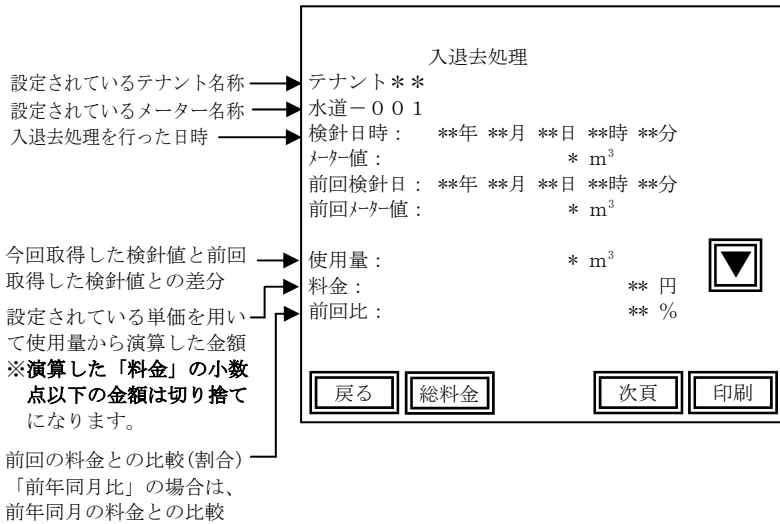 入退去処理
設定されているテナント名称
テナント＊＊
設定されているメーター名称
水道－００１
入退去処理を行った日時
検針日時： **年 **月 **日 **時 **分
ﾒｰﾀｰ値： * m³
前回検針日： **年 **月 **日 **時 **分
前回ﾒｰﾀｰ値： * m³
今回取得した検針値と前回
取得した検針値との差分
使用量： * m³
料金： ** 円
前回比： ** %
▼
設定されている単価を用い
て使用量から演算した金額
※演算した「料金」の小数
点以下の金額は切り捨て
になります。
戻る 総料金 次頁 印刷
前回の料金との比較(割合)
「前年同月比」の場合は、
前年同月の料金との比較